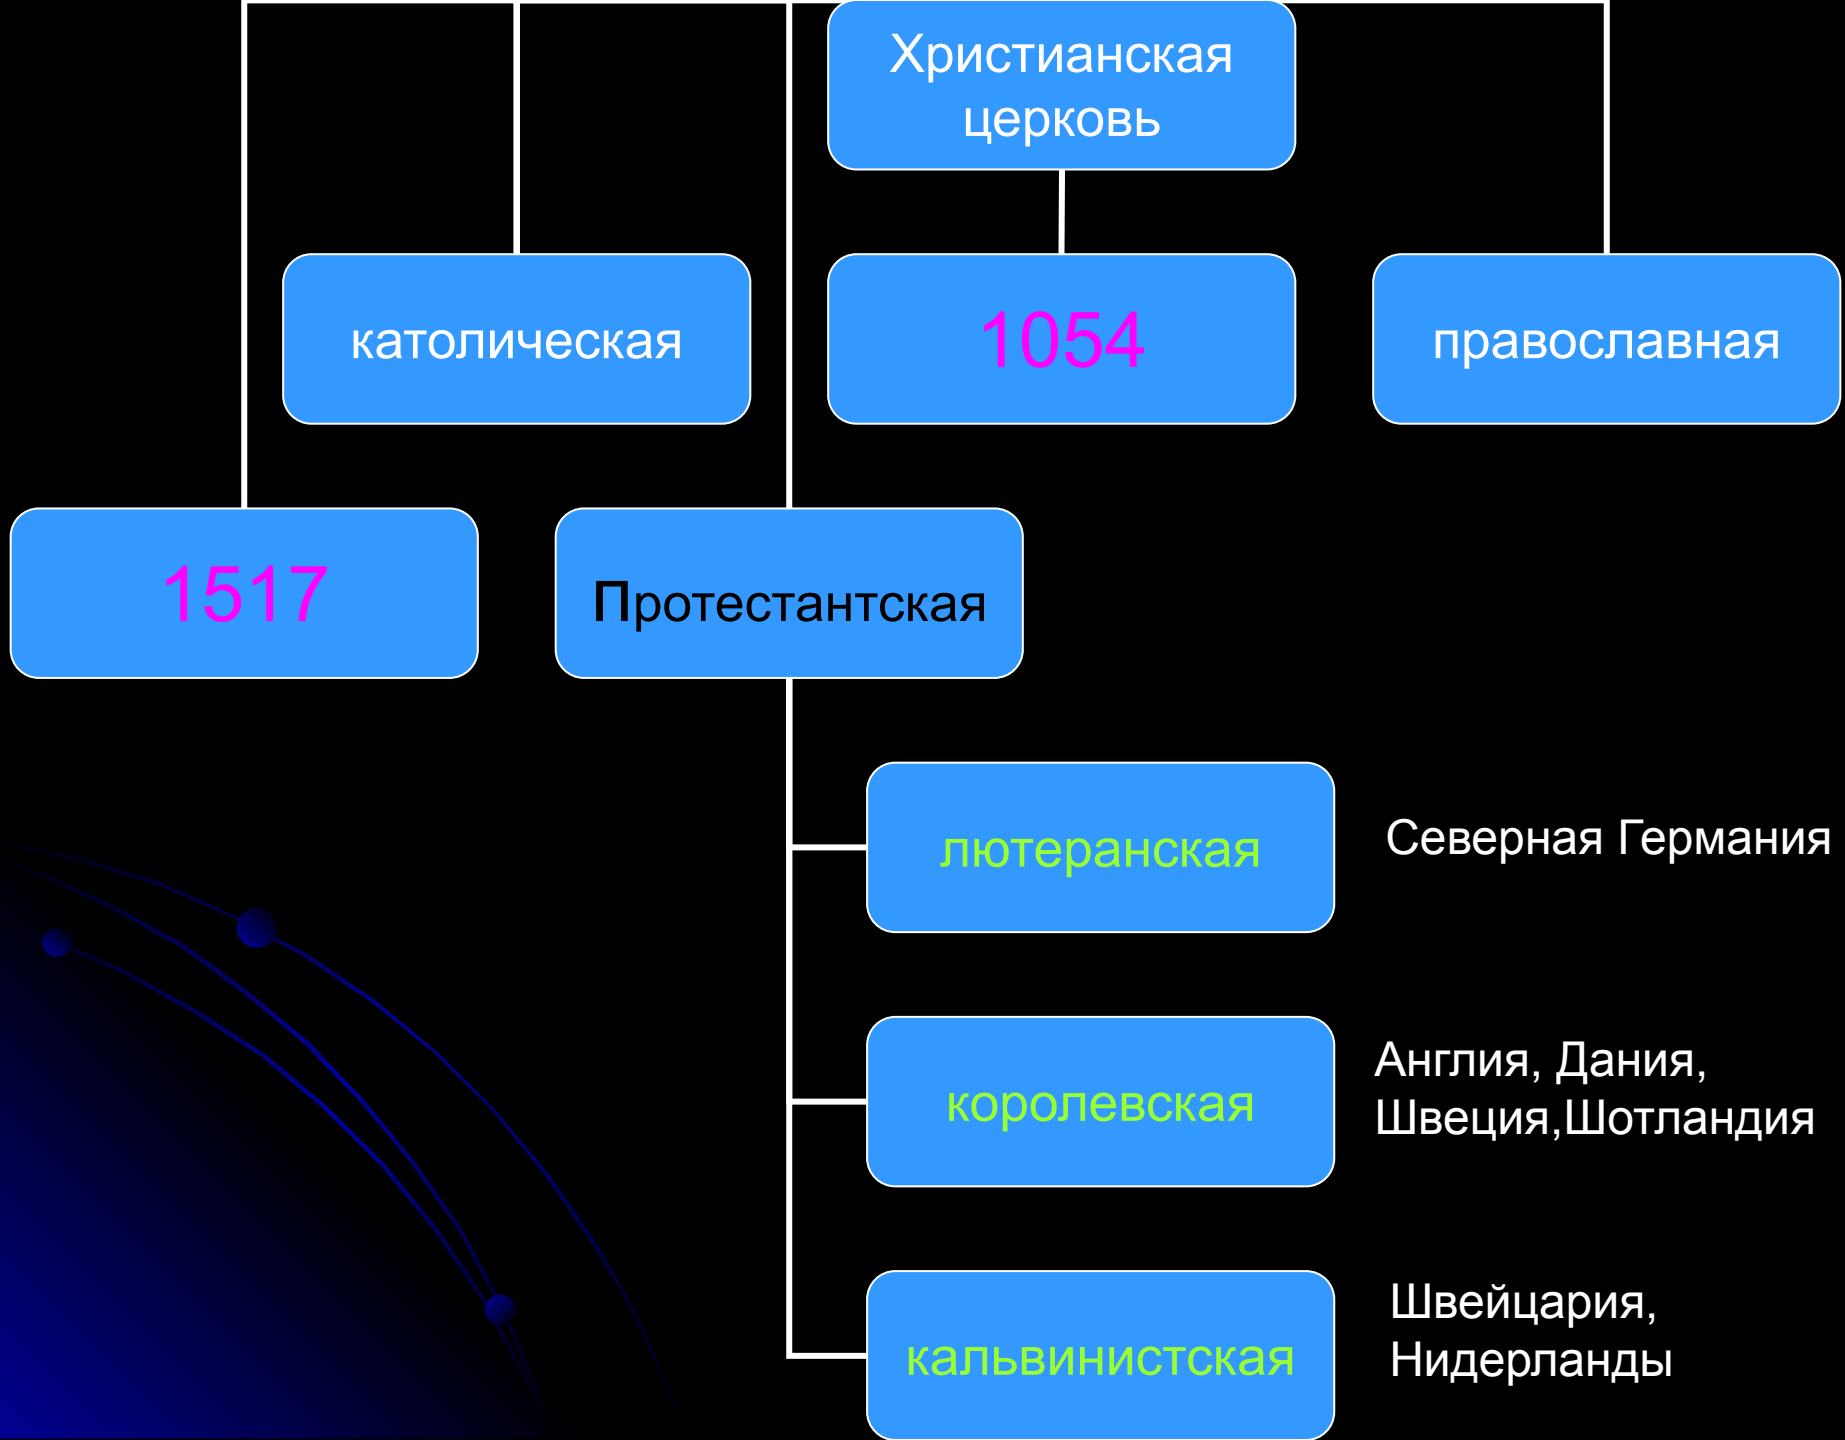 Христианская
церковь
католическая
1054
православная
1517
Протестантская
лютеранская
Северная Германия
королевская
Англия, Дания,
Швеция,Шотландия
кальвинистская
Швейцария,
Нидерланды